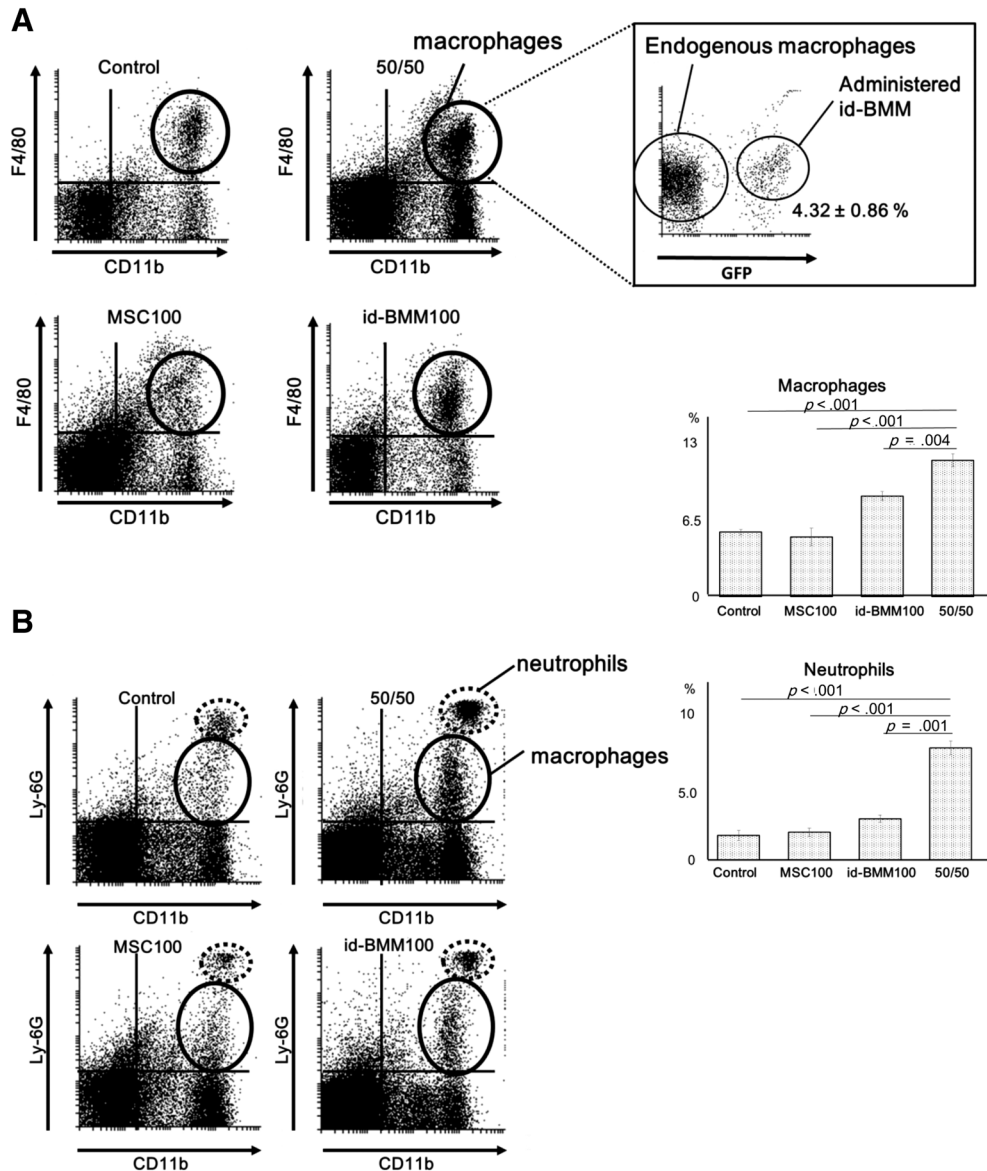 A
Control
F4/80
CD11b
macrophages
50/50
F4/80
CD11b
Endogenous macrophages
Administered
id-BMM
4.32 ± 0.86 %
GFP
MSC100
F4/80
CD11b
id-BMM100
F4/80
CD11b
Macrophages
%
p < .001
p < .001
p = .004
13
6.5
0
Control MSC100 id-BMM100 50/50
B
Control
Ly-6G
CD11b
50/50
neutrophils
macrophages
Ly-6G
CD11b
MSC100
Ly-6G
CD11b
id-BMM100
Ly-6G
CD11b
Neutrophils
%
p < .001
p < .001
p = .001
10
5.0
0
Control MSC100 id-BMM100 50/50